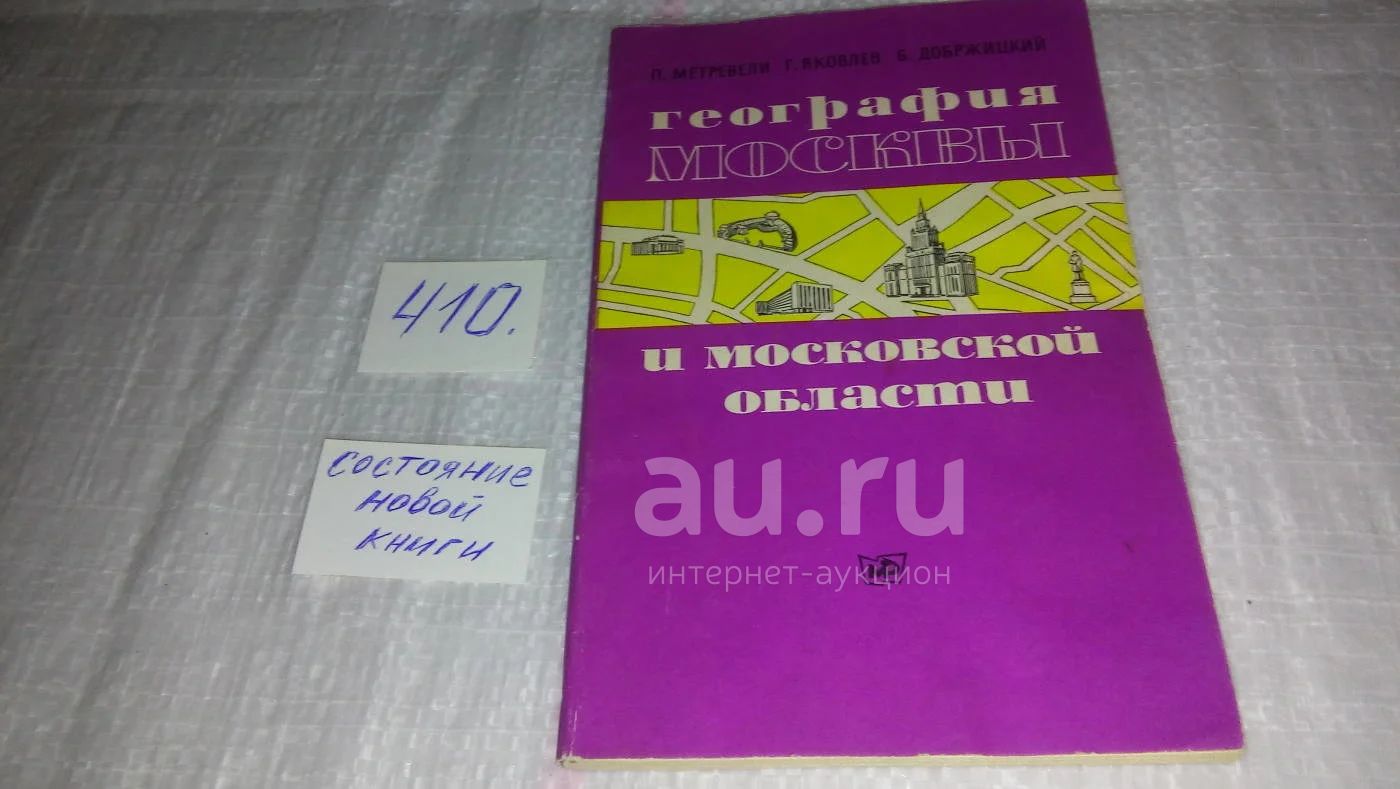 П. МЕТРЕВЕЛИ Г. ЯКОВЛЕВ Б. ДОБРЖИЦКИЙ
география
МОСКВЫ
и московской
области
410.
состояние
новой
книги
au.ru
интернет-аукцион